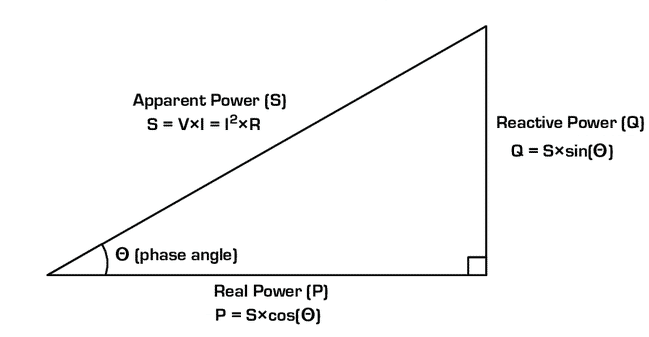 Apparent Power (S)
S = V×I = I²×R
Reactive Power (Q)
Q = S×sin(Θ)
Θ (phase angle)
Real Power (P)
P = S×cos(Θ)